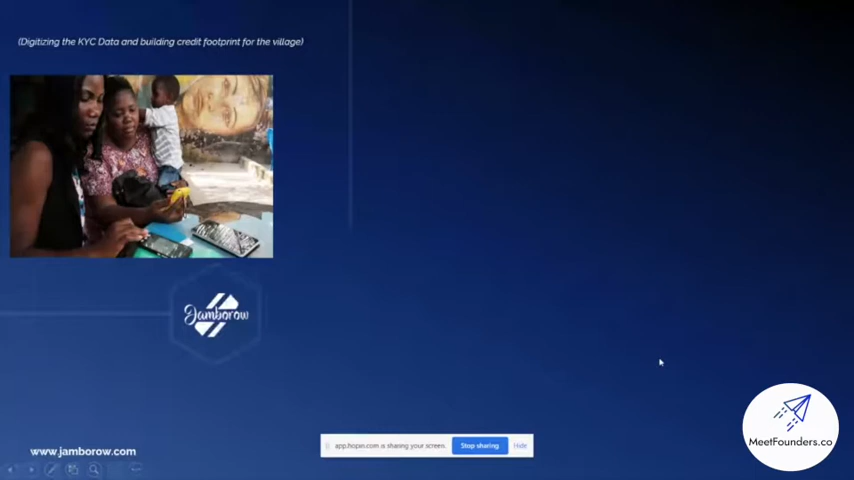 (Digitizing the KYC Data and building credit footprint for the village)
Jamborow
www.jamborow.com
app.hopin.com is sharing your screen.
Stop sharing
Hide
MeetFounders.co